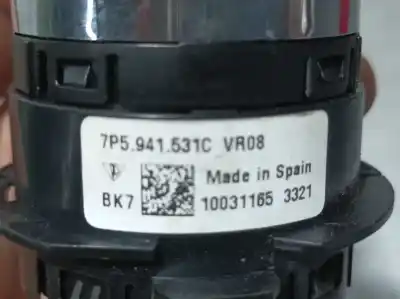 7P5.941.531C VR08
Made in Spain
BK7 10031165 3321